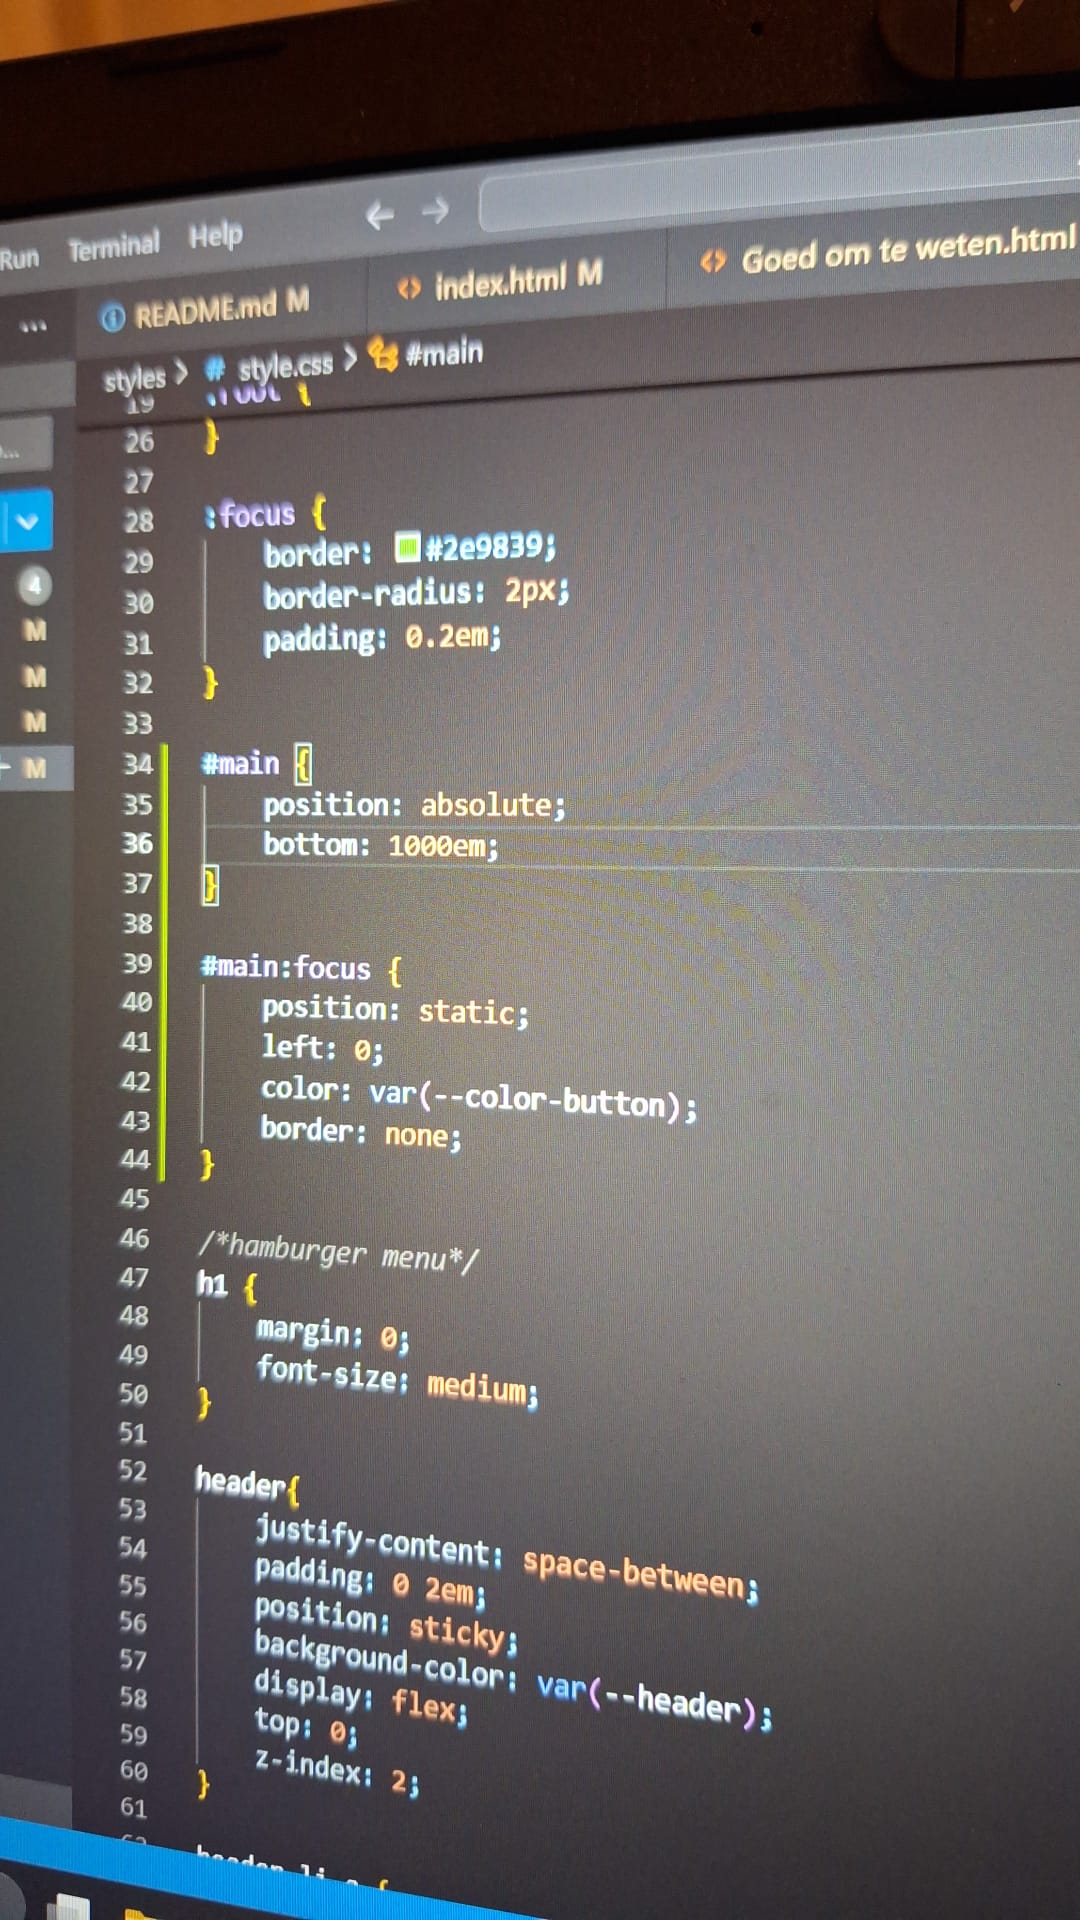 Run Terminal Help
README.md M index.html M Goed om te weten.html
styles > # style.css > #main
19 :root {
26 }
27
28 :focus {
29 border: #2e9839;
30 border-radius: 2px;
31 padding: 0.2em;
32 }
33
34 #main {
35 position: absolute;
36 bottom: 1000em;
37 }
38
39 #main:focus {
40 position: static;
41 left: 0;
42 color: var(--color-button);
43 border: none;
44 }
45
46 /*hamburger menu*/
47 h1 {
48 margin: 0;
49 font-size: medium;
50 }
51
52 header{
53 justify-content: space-between;
54 padding: 0 2em;
55 position: sticky;
56 background-color: var(--header);
57 display: flex;
58 top: 0;
59 z-index: 2;
60 }
61
4
M
M
M
M